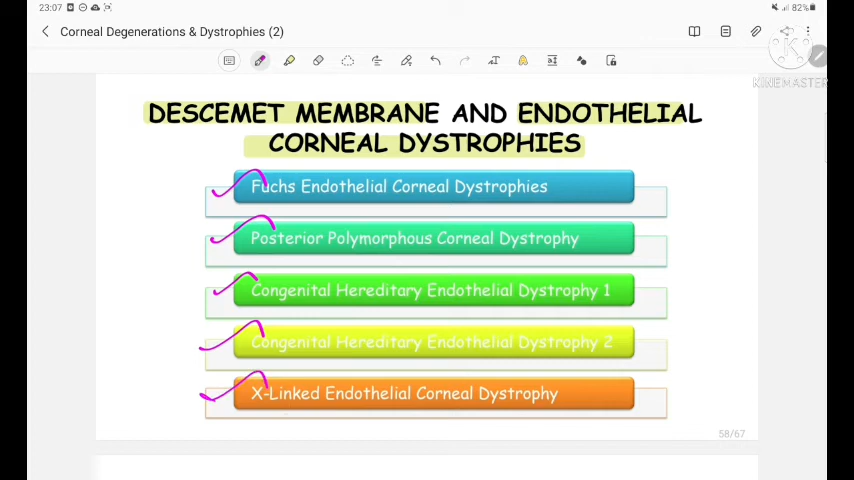 23:07
82%
Corneal Degenerations & Dystrophies (2)
KINEMASTER
DESCEMET MEMBRANE AND ENDOTHELIAL
CORNEAL DYSTROPHIES
Fuchs Endothelial Corneal Dystrophies
Posterior Polymorphous Corneal Dystrophy
Congenital Hereditary Endothelial Dystrophy 1
Congenital Hereditary Endothelial Dystrophy 2
X-Linked Endothelial Corneal Dystrophy
58/67